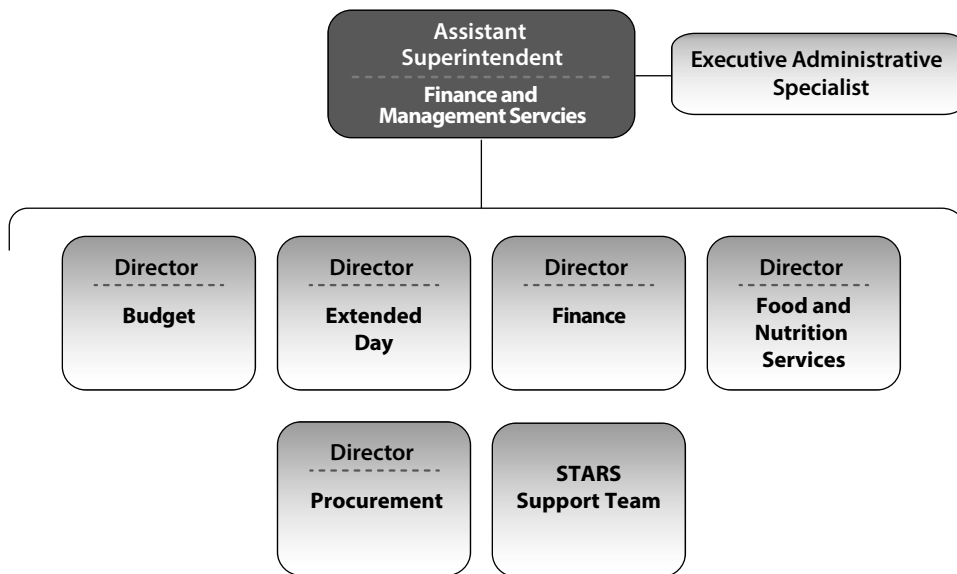 Assistant
Superintendent
Finance and
Management Servcies
Executive Administrative
Specialist
Director
Budget
Director
Extended
Day
Director
Finance
Director
Food and
Nutrition
Services
Director
Procurement
STARS
Support Team